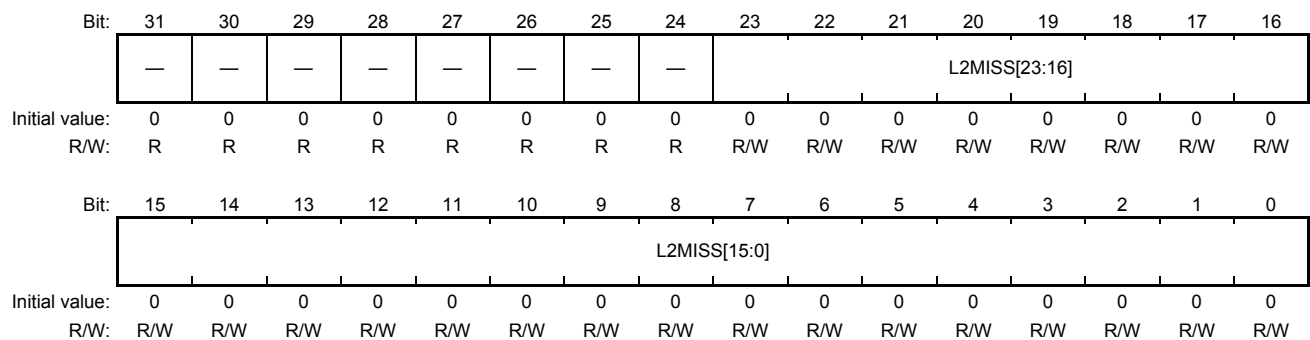 Bit: 31 30 29 28 27 26 25 24 23 22 21 20 19 18 17 16
— — — — — — — — L2MISS[23:16]
Initial value: 0 0 0 0 0 0 0 0 0 0 0 0 0 0 0 0
R/W: R R R R R R R R R/W R/W R/W R/W R/W R/W R/W R/W
Bit: 15 14 13 12 11 10 9 8 7 6 5 4 3 2 1 0
L2MISS[15:0]
Initial value: 0 0 0 0 0 0 0 0 0 0 0 0 0 0 0 0
R/W: R/W R/W R/W R/W R/W R/W R/W R/W R/W R/W R/W R/W R/W R/W R/W R/W